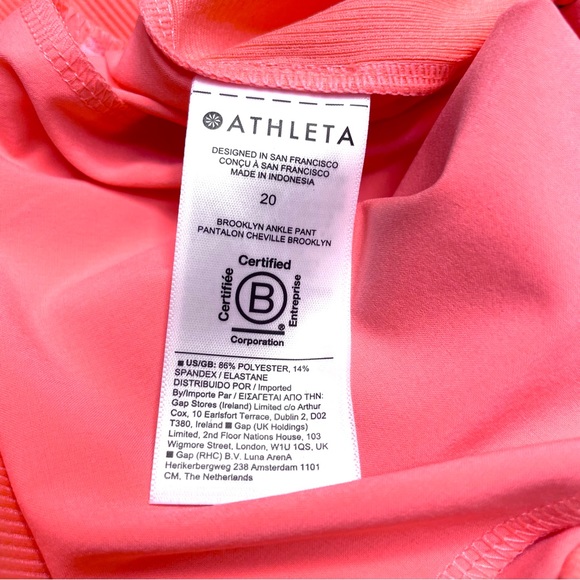 ATHLETA
DESIGNED IN SAN FRANCISCO
CONÇU À SAN FRANCISCO
MADE IN INDONESIA
20
BROOKLYN ANKLE PANT
PANTALON CHEVILLE BROOKLYN
Certified
Certifiée
B
Entreprise
Corporation
■ US/GB: 86% POLYESTER, 14%
SPANDEX / ELASTANE
DISTRIBUIDO POR / Imported
By/Importe Par / ΕΙΣΑΓΕΤΑΙ ΑΠΟ ΤΗΝ:
Gap Stores (Ireland) Limited c/o Arthur
Cox, 10 Earlsfort Terrace, Dublin 2, D02
T380, Ireland ■ Gap (UK Holdings)
Limited, 2nd Floor Nations House, 103
Wigmore Street, London, W1U 1QS, UK
■ Gap (RHC) B.V. Luna ArenA
Herikerbergweg 238 Amsterdam 1101
CM. The Netherlands